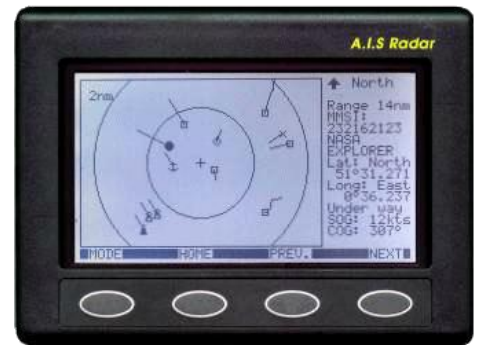 A.I.S Radar
2nm
North
Range 14nm
MMSI:
232162123
NASA
EXPLORER
Lat: North
51°31.271
Long: East
0°36.237
Under way
SOG: 12kts
COG: 307°
MODE HOME PREV. NEXT